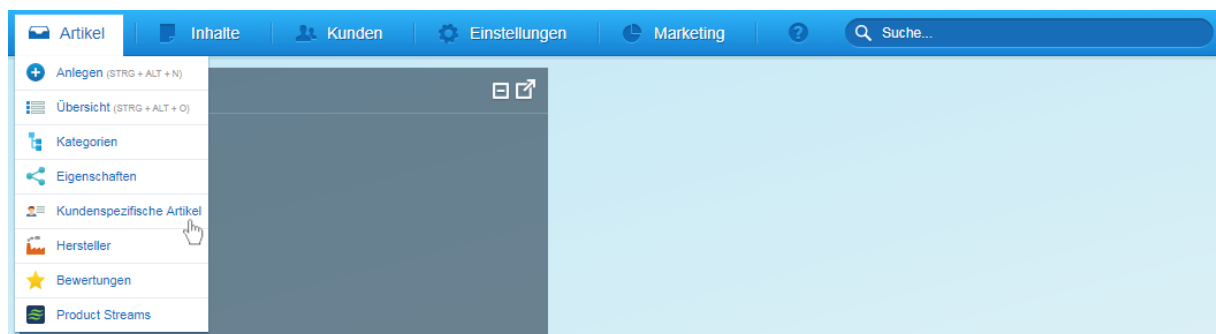 Artikel Inhalte Kunden Einstellungen Marketing ? Suche...
Anlegen (STRG + ALT + N)
Übersicht (STRG + ALT + O)
Kategorien
Eigenschaften
Kundenspezifische Artikel
Hersteller
Bewertungen
Product Streams